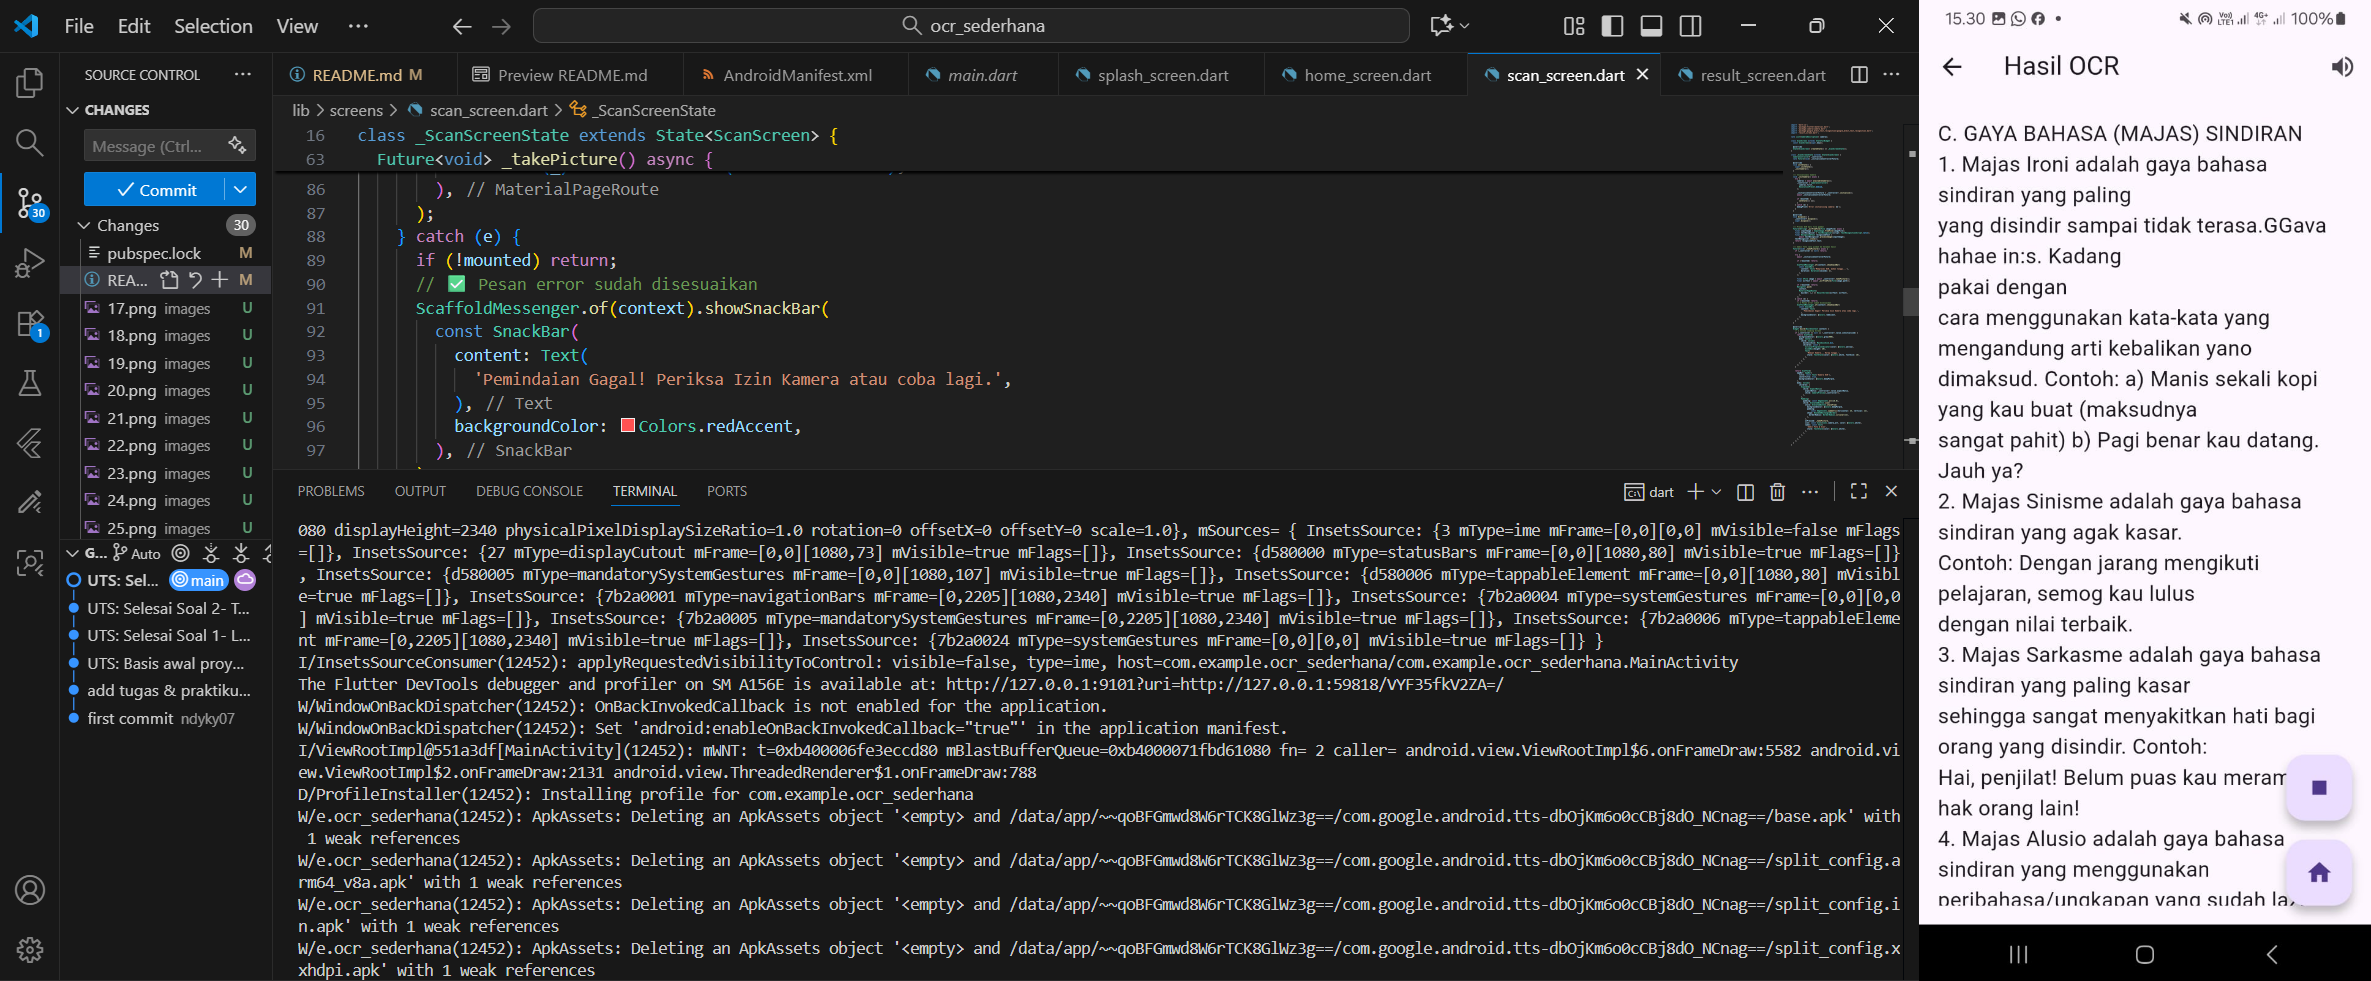 File Edit Selection View ···
ocr_sederhana
SOURCE CONTROL ···
CHANGES
Message (Ctrl...
Commit
Changes 30
pubspec.lock M
REA... M
17.png images U
18.png images U
19.png images U
20.png images U
21.png images U
22.png images U
23.png images U
24.png images U
25.png images U
G... Auto
UTS: Sel... main
UTS: Selesai Soal 2- T...
UTS: Selesai Soal 1- L...
UTS: Basis awal proy...
add tugas & praktiku...
first commit ndyky07
30
1
README.md M
Preview README.md
AndroidManifest.xml
main.dart
splash_screen.dart
home_screen.dart
scan_screen.dart
result_screen.dart
lib > screens > scan_screen.dart > _ScanScreenState
16 class _ScanScreenState extends State<ScanScreen> {
63 Future<void> _takePicture() async {
86 ), // MaterialPageRoute
87 );
88 } catch (e) {
89 if (!mounted) return;
90 // ✅ Pesan error sudah disesuaikan
91 ScaffoldMessenger.of(context).showSnackBar(
92 const SnackBar(
93 content: Text(
94 'Pemindaian Gagal! Periksa Izin Kamera atau coba lagi.',
95 ), // Text
96 backgroundColor: Colors.redAccent,
97 ), // SnackBar
PROBLEMS OUTPUT DEBUG CONSOLE TERMINAL PORTS
dart
080 displayHeight=2340 physicalPixelDisplaySizeRatio=1.0 rotation=0 offsetX=0 offsetY=0 scale=1.0}, mSources= { InsetsSource: {3 mType=ime mFrame=[0,0][0,0] mVisible=false mFlags
=[]}, InsetsSource: {27 mType=displayCutout mFrame=[0,0][1080,73] mVisible=true mFlags=[]}, InsetsSource: {d580000 mType=statusBars mFrame=[0,0][1080,80] mVisible=true mFlags=[]}
, InsetsSource: {d580005 mType=mandatorySystemGestures mFrame=[0,0][1080,107] mVisible=true mFlags=[]}, InsetsSource: {d580006 mType=tappableElement mFrame=[0,0][1080,80] mVisibl
e=true mFlags=[]}, InsetsSource: {7b2a0001 mType=navigationBars mFrame=[0,2205][1080,2340] mVisible=true mFlags=[]}, InsetsSource: {7b2a0004 mType=systemGestures mFrame=[0,0][0,0
] mVisible=true mFlags=[]}, InsetsSource: {7b2a0005 mType=mandatorySystemGestures mFrame=[0,2205][1080,2340] mVisible=true mFlags=[]}, InsetsSource: {7b2a0006 mType=tappableEleme
nt mFrame=[0,2205][1080,2340] mVisible=true mFlags=[]}, InsetsSource: {7b2a0024 mType=systemGestures mFrame=[0,0][0,0] mVisible=true mFlags=[]} }
I/InsetsSourceConsumer(12452): applyRequestedVisibilityToControl: visible=false, type=ime, host=com.example.ocr_sederhana/com.example.ocr_sederhana.MainActivity
The Flutter DevTools debugger and profiler on SM A156E is available at: http://127.0.0.1:9101?uri=http://127.0.0.1:59818/VYF35fkV2ZA=/
W/WindowOnBackDispatcher(12452): OnBackInvokedCallback is not enabled for the application.
W/WindowOnBackDispatcher(12452): Set 'android:enableOnBackInvokedCallback="true"' in the application manifest.
I/ViewRootImpl@551a3df[MainActivity](12452): mWNT: t=0xb400006fe3eccd80 mBlastBufferQueue=0xb4000071fbd61080 fn= 2 caller= android.view.ViewRootImpl$6.onFrameDraw:5582 android.vi
ew.ViewRootImpl$2.onFrameDraw:2131 android.view.ThreadedRenderer$1.onFrameDraw:788
D/ProfileInstaller(12452): Installing profile for com.example.ocr_sederhana
W/e.ocr_sederhana(12452): ApkAssets: Deleting an ApkAssets object '<empty> and /data/app/~~qoBFGmwd8W6rTCK8GlWz3g==/com.google.android.tts-dbOjKm6o0cCBj8dO_NCnag==/base.apk' with
1 weak references
W/e.ocr_sederhana(12452): ApkAssets: Deleting an ApkAssets object '<empty> and /data/app/~~qoBFGmwd8W6rTCK8GlWz3g==/com.google.android.tts-dbOjKm6o0cCBj8dO_NCnag==/split_config.a
rm64_v8a.apk' with 1 weak references
W/e.ocr_sederhana(12452): ApkAssets: Deleting an ApkAssets object '<empty> and /data/app/~~qoBFGmwd8W6rTCK8GlWz3g==/com.google.android.tts-dbOjKm6o0cCBj8dO_NCnag==/split_config.i
n.apk' with 1 weak references
W/e.ocr_sederhana(12452): ApkAssets: Deleting an ApkAssets object '<empty> and /data/app/~~qoBFGmwd8W6rTCK8GlWz3g==/com.google.android.tts-dbOjKm6o0cCBj8dO_NCnag==/split_config.x
xhdpi.apk' with 1 weak references
15.30 100%
Hasil OCR
C. GAYA BAHASA (MAJAS) SINDIRAN
1. Majas Ironi adalah gaya bahasa
sindiran yang paling
yang disindir sampai tidak terasa.GGava
hahae in:s. Kadang
pakai dengan
cara menggunakan kata-kata yang
mengandung arti kebalikan yano
dimaksud. Contoh: a) Manis sekali kopi
yang kau buat (maksudnya
sangat pahit) b) Pagi benar kau datang.
Jauh ya?
2. Majas Sinisme adalah gaya bahasa
sindiran yang agak kasar.
Contoh: Dengan jarang mengikuti
pelajaran, semog kau lulus
dengan nilai terbaik.
3. Majas Sarkasme adalah gaya bahasa
sindiran yang paling kasar
sehingga sangat menyakitkan hati bagi
orang yang disindir. Contoh:
Hai, penjilat! Belum puas kau meram
hak orang lain!
4. Majas Alusio adalah gaya bahasa
sindiran yang menggunakan
peribahasa/ungkapan yang sudah la